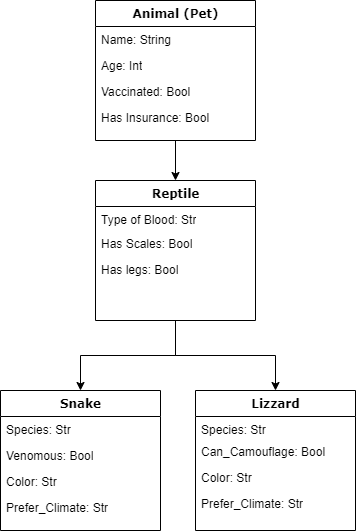 Animal (Pet)
Name: String
Age: Int
Vaccinated: Bool
Has Insurance: Bool
Reptile
Type of Blood: Str
Has Scales: Bool
Has legs: Bool
Snake
Species: Str
Venomous: Bool
Color: Str
Prefer_Climate: Str
Lizzard
Species: Str
Can_Camouflage: Bool
Color: Str
Prefer_Climate: Str